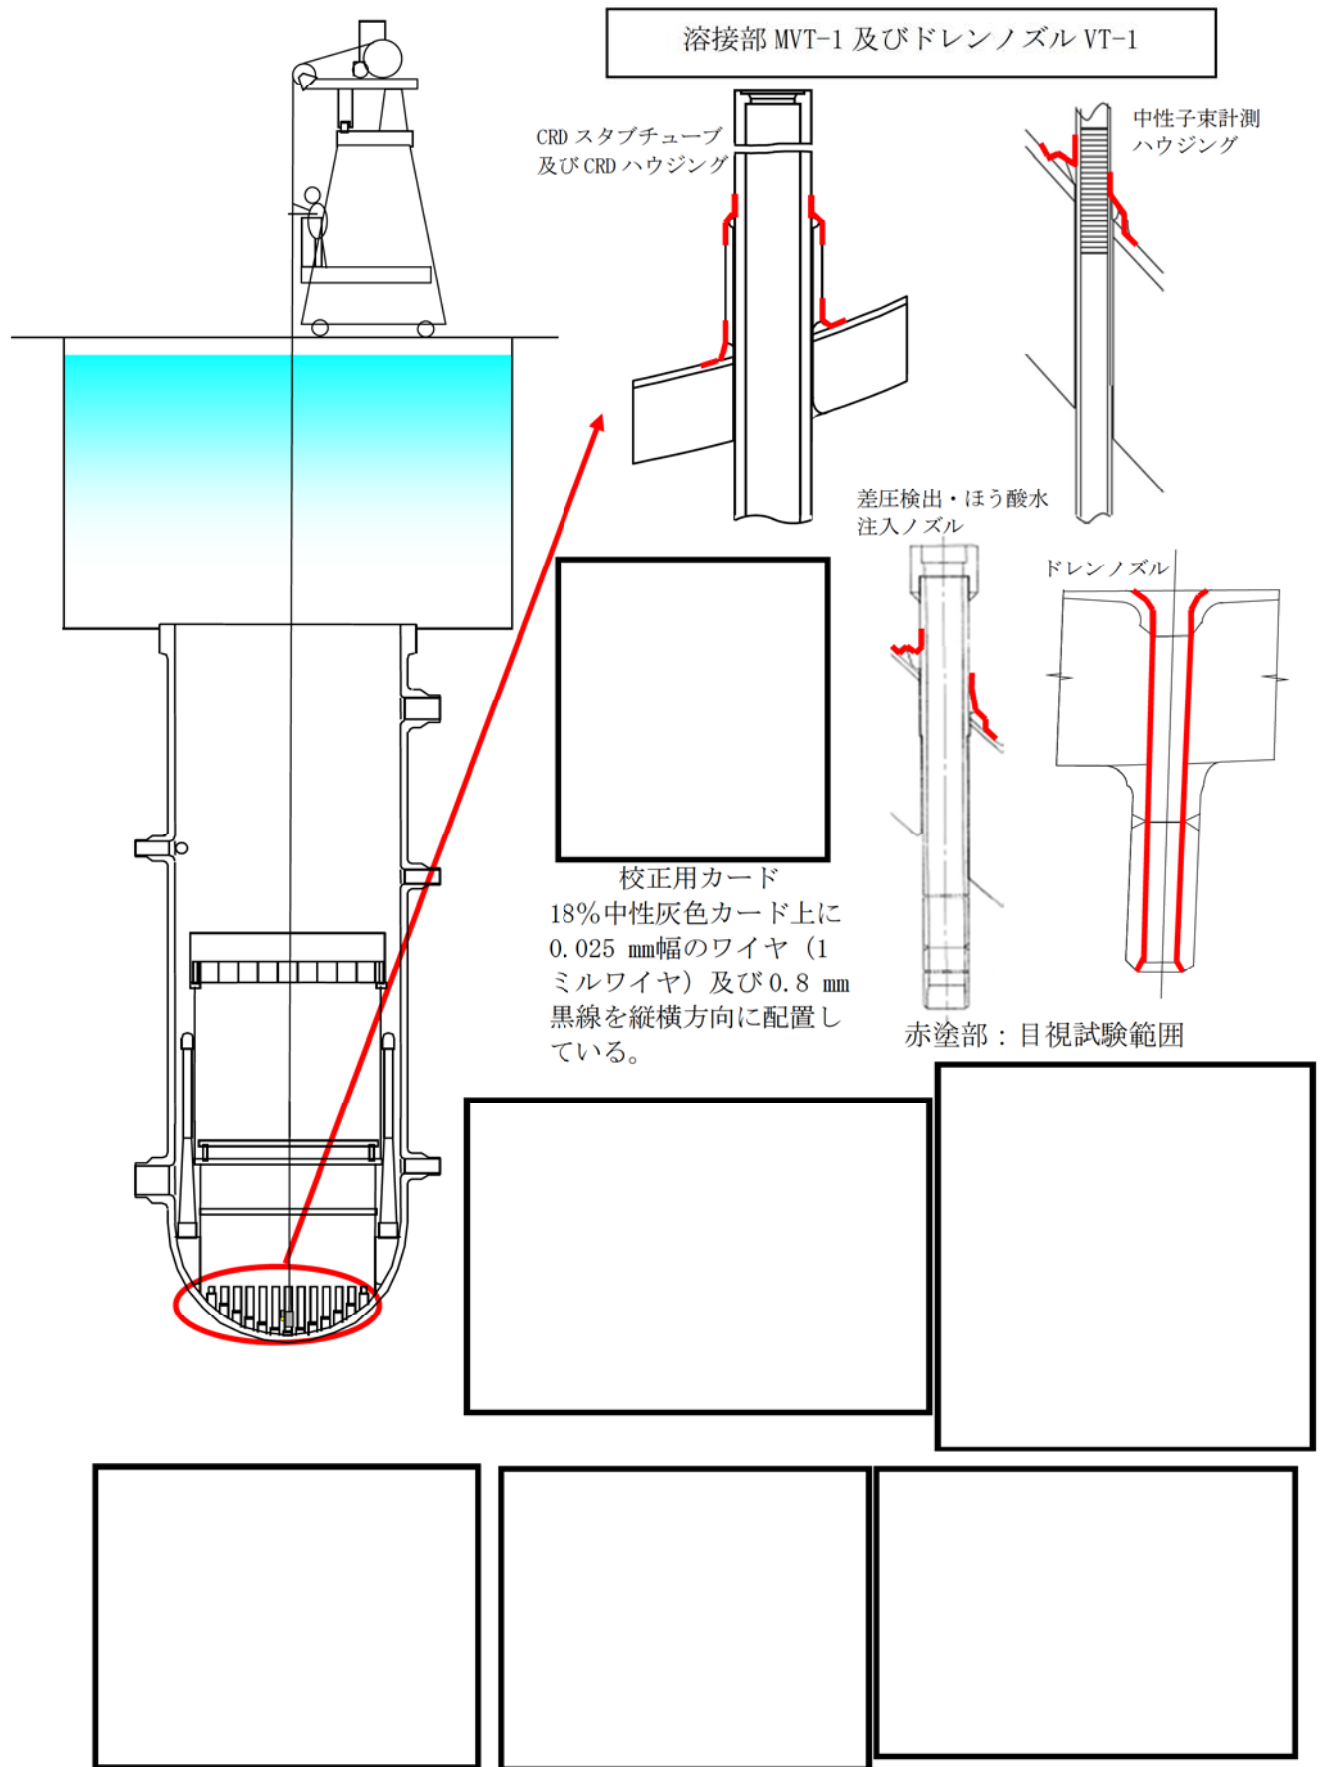 溶接部 MVT-1 及びドレンノズル VT-1
CRD スタブチューブ
及び CRD ハウジング
中性子束計測
ハウジング
差圧検出・ほう酸水
注入ノズル
ドレンノズル
校正用カード
18%中性灰色カード上に
0.025 mm幅のワイヤ（1
ミルワイヤ）及び 0.8 mm
黒線を縦横方向に配置し
ている。
赤塗部：目視試験範囲